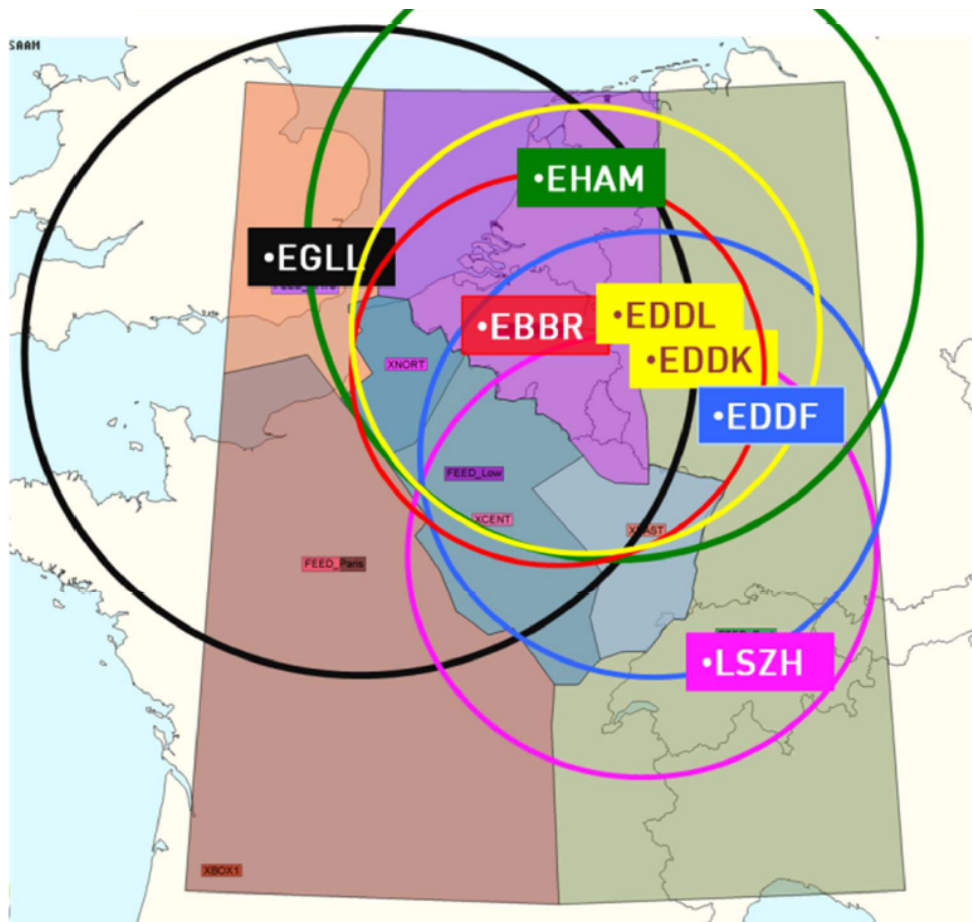 SAAM
•EHAM
•EGLL
•EBBR
•EDDL
•EDDK
XNORT
•EDDF
FEED_Low
XCENT
FEED_Paris
•LSZH
XBOX1